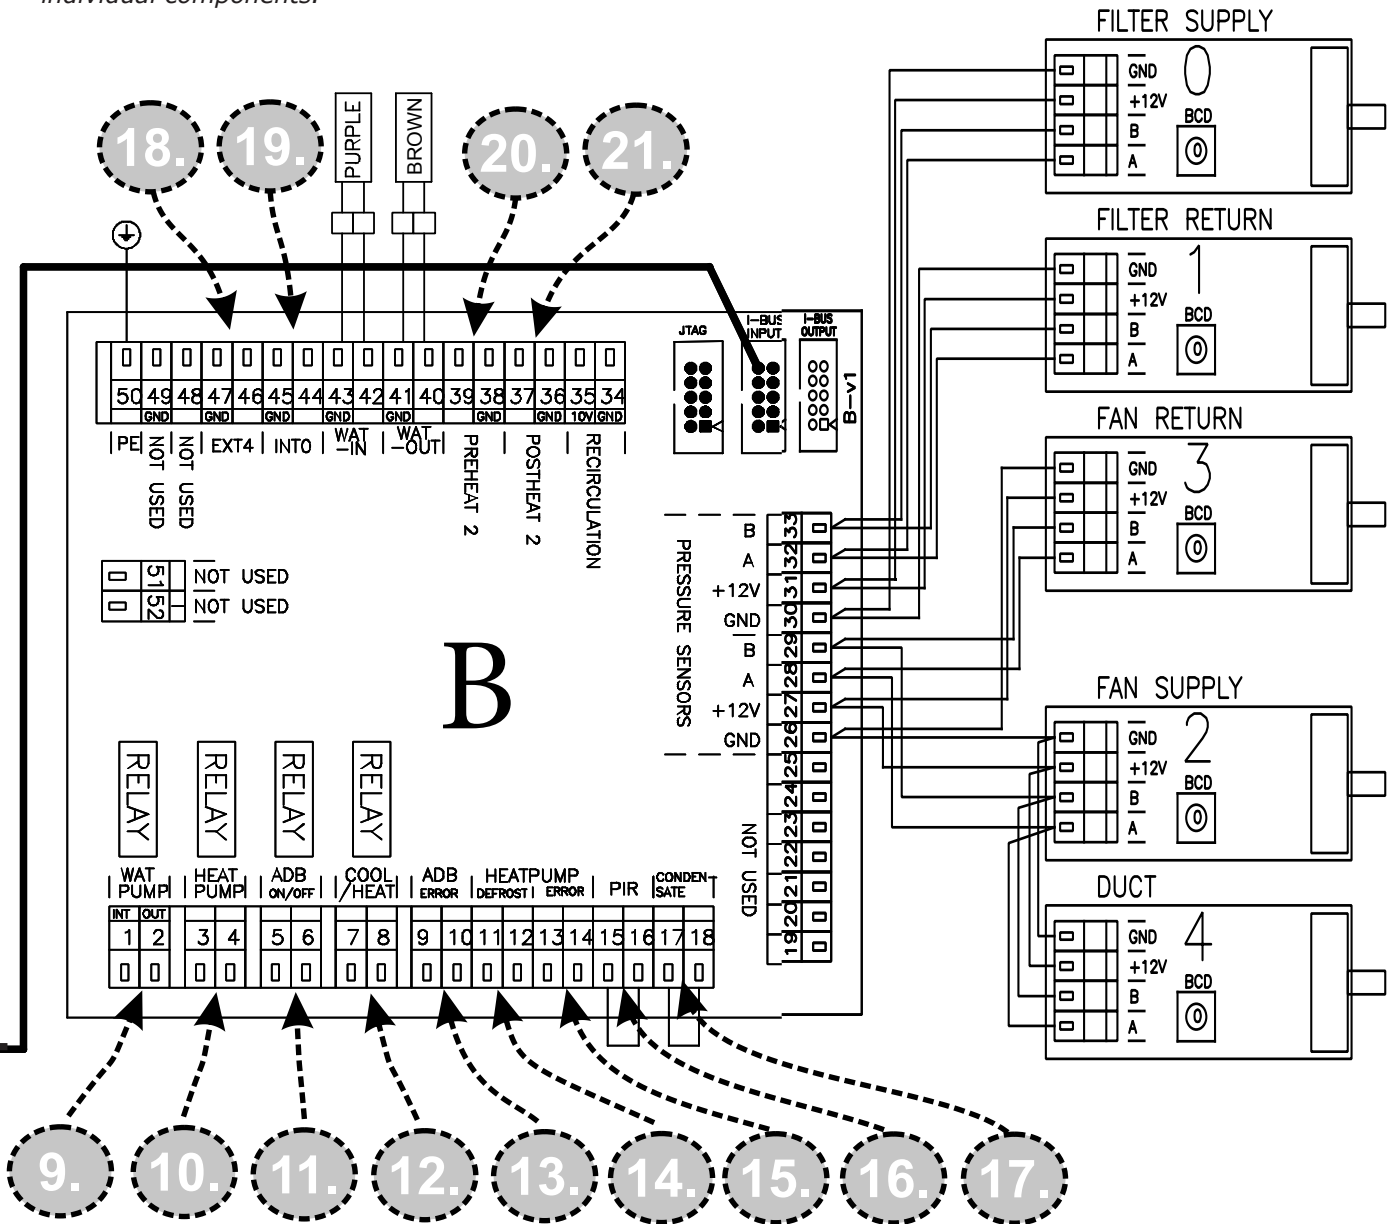 individual components.
FILTER SUPPLY
GND
+12V
B
A
0
BCD
18.
19.
PURPLE
BROWN
20.
21.
FILTER RETURN
GND
+12V
B
A
1
BCD
JTAG
I-BUS
INPUT
I-BUS
OUTPUT
B-v1
50 49 48 47 46 45 44 43 42 41 40 39 38 37 36 35 34
GND GND GND GND GND GND GND 10V GND
PE
NOT USED
NOT USED
EXT4
INT0
WAT
-IN
WAT
-OUT
PREHEAT 2
POSTHEAT 2
RECIRCULATION
FAN RETURN
GND
+12V
B
A
3
BCD
51 NOT USED
52 NOT USED
B
PRESSURE SENSORS
B 33
A 32
+12V 31
GND 30
B 29
A 28
+12V 27
GND 26
25
24
23
22
21
20
19
NOT USED
FAN SUPPLY
GND
+12V
B
A
2
BCD
RELAY
RELAY
RELAY
RELAY
WAT
PUMP
HEAT
PUMP
ADB
ON/OFF
COOL
/HEAT
ADB
ERROR
HEATPUMP
DEFROST ERROR
PIR
CONDEN-
SATE
INT OUT
1 2 3 4 5 6 7 8 9 10 11 12 13 14 15 16 17 18
DUCT
GND
+12V
B
A
4
BCD
9.
10.
11.
12.
13.
14.
15.
16.
17.